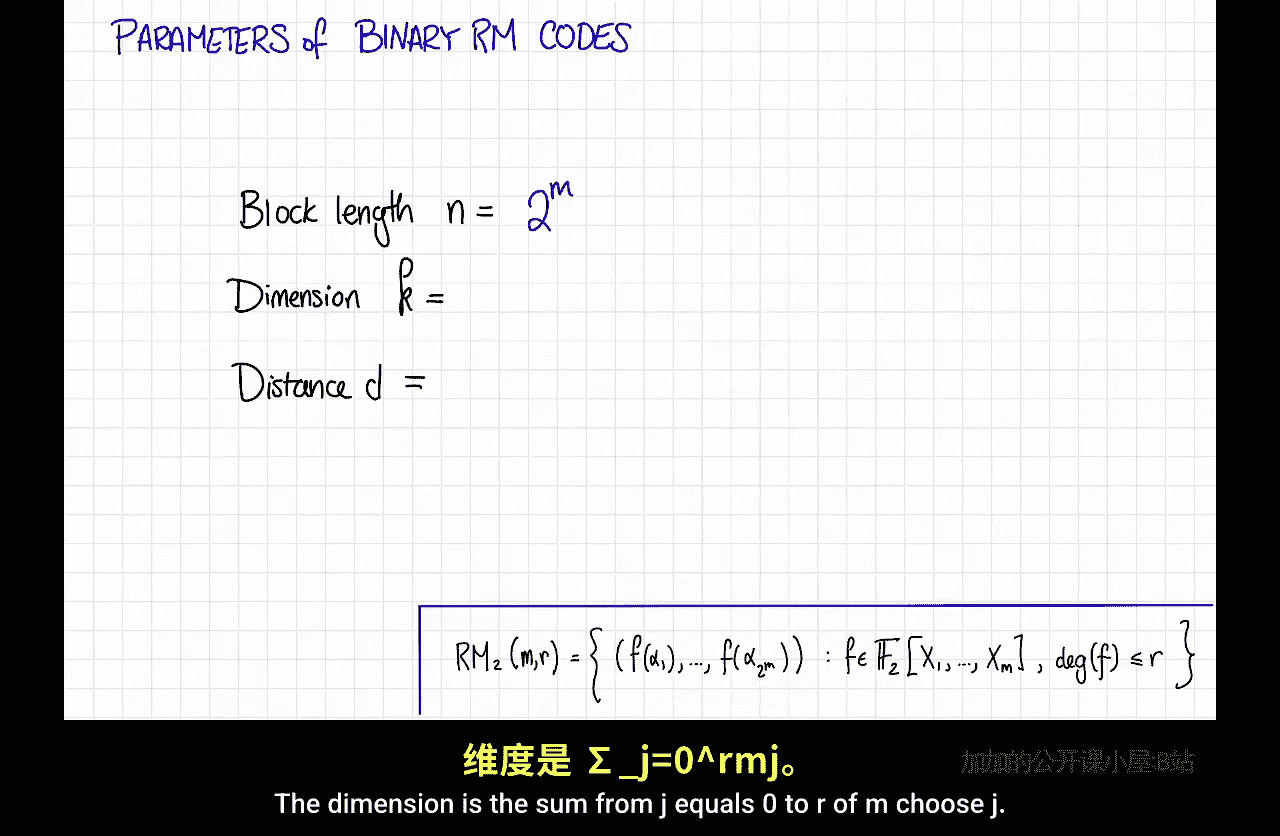 PARAMETERS of BINARY RM CODES
Block length n = 2^m
Dimension k =
Distance d =
RM₂(m,r) = { (f(α₁),..., f(α_{2^m})) : f ∈ 𝔽₂[X₁,..., X_m], deg(f) ≤ r }
维度是 Σ_j=0^rmj。
加加的公开课小屋:B站
The dimension is the sum from j equals 0 to r of m choose j.